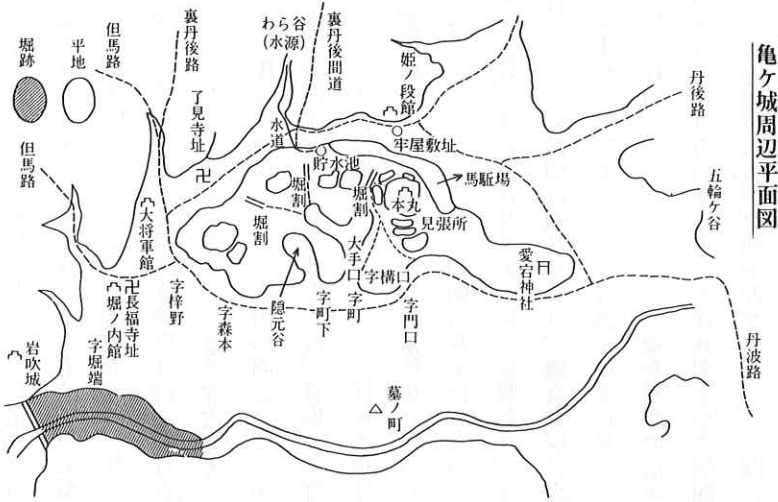 亀ケ城周辺平面図
丹後路
五輪ケ谷
丹波路
姫ノ段館
牢屋敷址
馬駈場
愛宕神社
裏丹後間道
わら谷
(水源)
水道
貯水池
堀割
堀割
堀割
本丸
見張所
大手口
字構口
字門口
字町
字町下
隠元谷
字森本
字梓野
裏丹後路
了見寺址
但馬路
平地
堀跡
但馬路
大将軍館
卍長福寺址
堀ノ内館
字堀端
岩吹城
墓ノ町